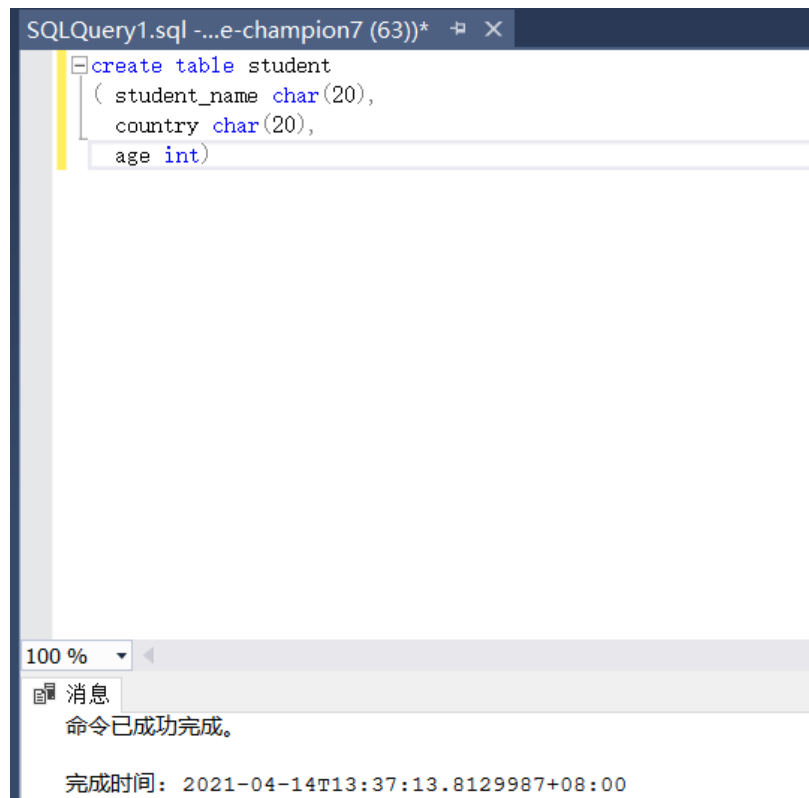 SQLQuery1.sql -...e-champion7 (63))*
create table student
( student_name char(20),
country char(20),
age int)
100 %
消息
命令已成功完成。
完成时间: 2021-04-14T13:37:13.8129987+08:00